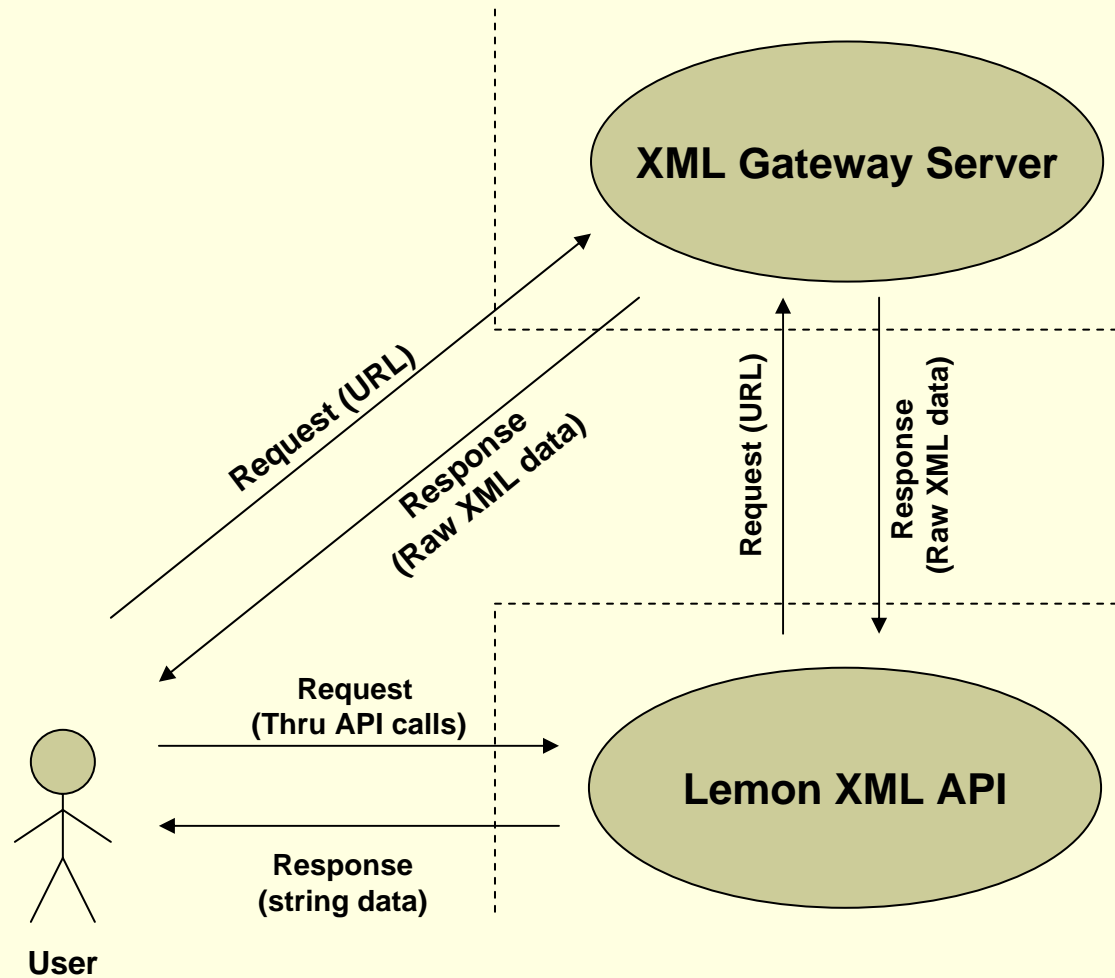 XML Gateway Server
Request (URL)
Response
(Raw XML data)
Request (URL)
Response
(Raw XML data)
Request
(Thru API calls)
Lemon XML API
Response
(string data)
User